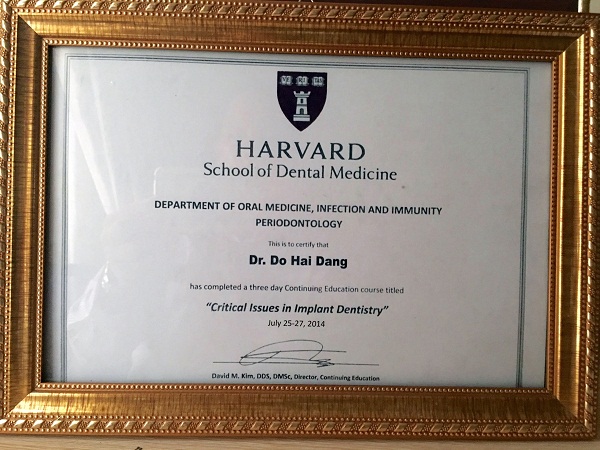 HARVARD
School of Dental Medicine
DEPARTMENT OF ORAL MEDICINE, INFECTION AND IMMUNITY
PERIODONTOLOGY
This is to certify that
Dr. Do Hai Dang
has completed a three day Continuing Education course titled
“Critical Issues in Implant Dentistry”
July 25-27, 2014
David M. Kim, DDS, DMSc, Director, Continuing Education